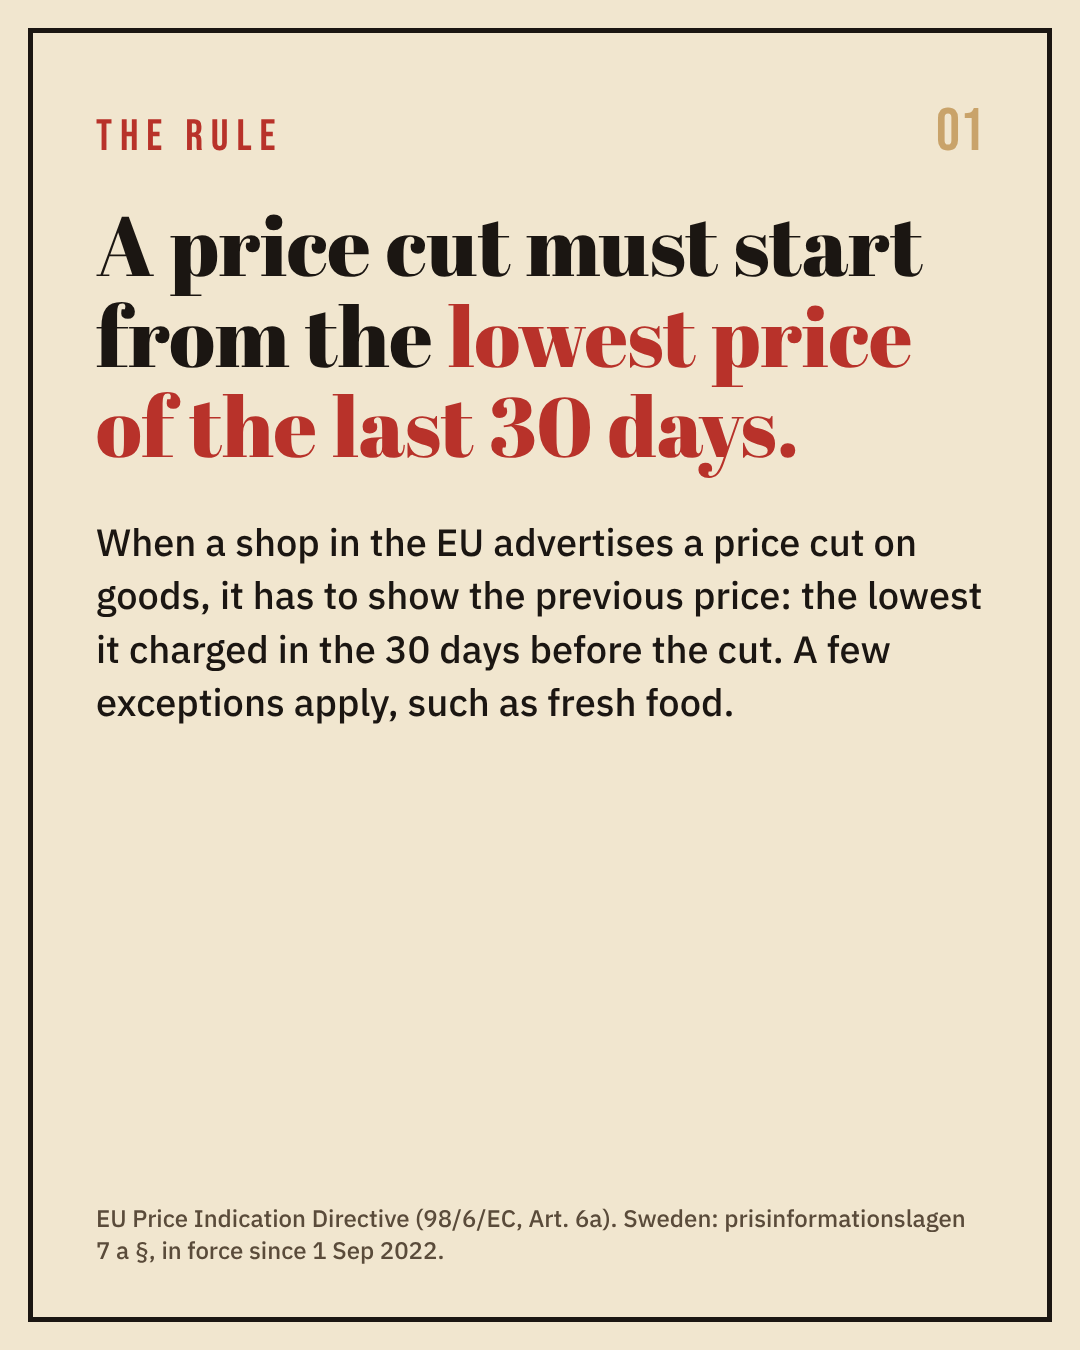 THE RULE
01
A price cut must start
from the lowest price
of the last 30 days.
When a shop in the EU advertises a price cut on
goods, it has to show the previous price: the lowest
it charged in the 30 days before the cut. A few
exceptions apply, such as fresh food.
EU Price Indication Directive (98/6/EC, Art. 6a). Sweden: prisinformationslagen
7 a §, in force since 1 Sep 2022.